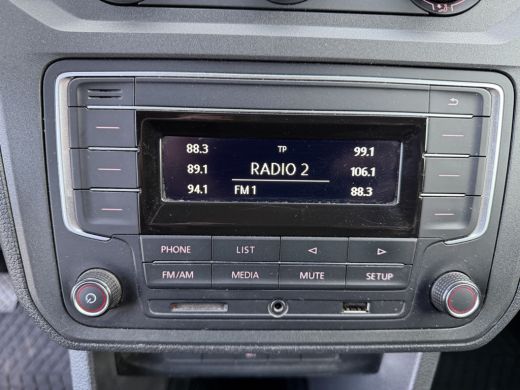 88.3 TP 99.1
89.1 RADIO 2 106.1
94.1 FM 1 88.3
PHONE LIST
FM/AM MEDIA MUTE SETUP